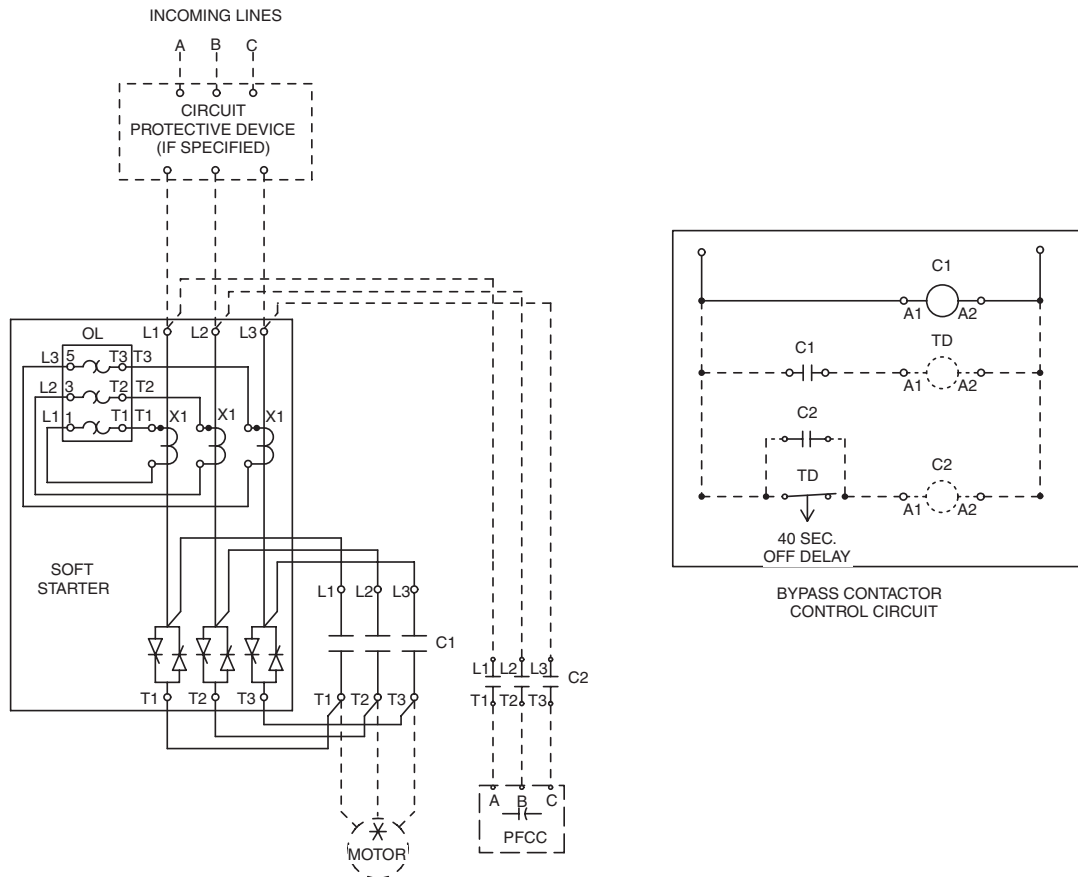 INCOMING LINES
A B C
CIRCUIT
PROTECTIVE DEVICE
(IF SPECIFIED)
L1 L2 L3
OL
L3 5 T3 T3
L2 3 T2 T2
L1 1 T1 T1 X1 X1 X1
SOFT
STARTER
T1 T2 T3
L1 L2 L3
C1
T1 T2 T3
MOTOR
L1 L2 L3
C2
T1 T2 T3
A B C
PFCC
C1
A1 A2
C1
TD
A1 A2
C2
TD
C2
A1 A2
40 SEC.
OFF DELAY
BYPASS CONTACTOR
CONTROL CIRCUIT